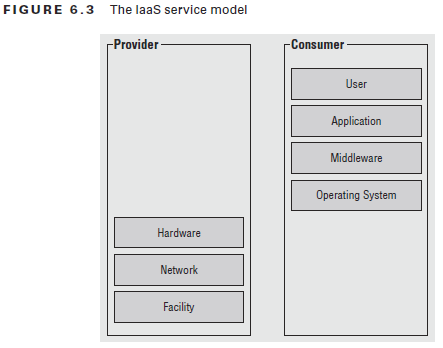 FIGURE 6.3 The IaaS service model
Provider
Hardware
Network
Facility
Consumer
User
Application
Middleware
Operating System